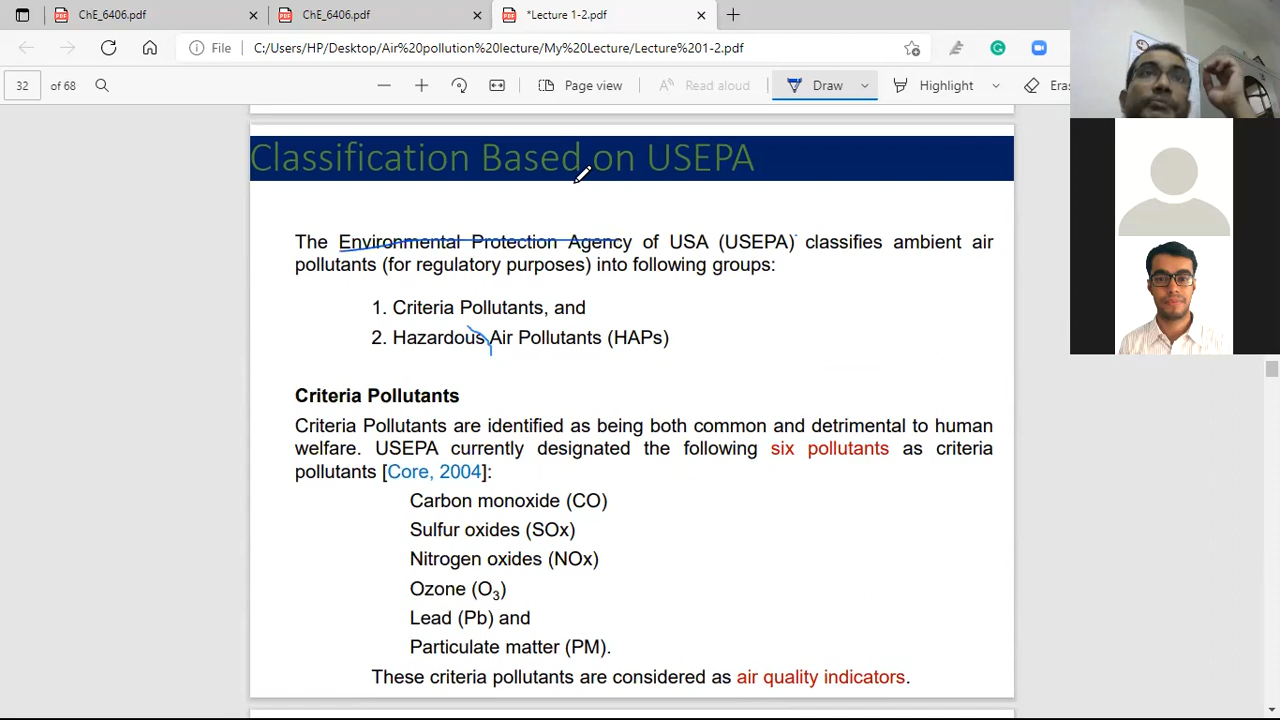 ChE_6406.pdf
ChE_6406.pdf
*Lecture 1-2.pdf
File
C:/Users/HP/Desktop/Air%20pollution%20lecture/My%20Lecture/Lecture%201-2.pdf
32 of 68
Page view
Read aloud
Draw
Highlight
Eras
Classification Based on USEPA
The Environmental Protection Agency of USA (USEPA) classifies ambient air
pollutants (for regulatory purposes) into following groups:
1. Criteria Pollutants, and
2. Hazardous Air Pollutants (HAPs)
Criteria Pollutants
Criteria Pollutants are identified as being both common and detrimental to human
welfare. USEPA currently designated the following six pollutants as criteria
pollutants [Core, 2004]:
Carbon monoxide (CO)
Sulfur oxides (SOx)
Nitrogen oxides (NOx)
Ozone (O3)
Lead (Pb) and
Particulate matter (PM).
These criteria pollutants are considered as air quality indicators.